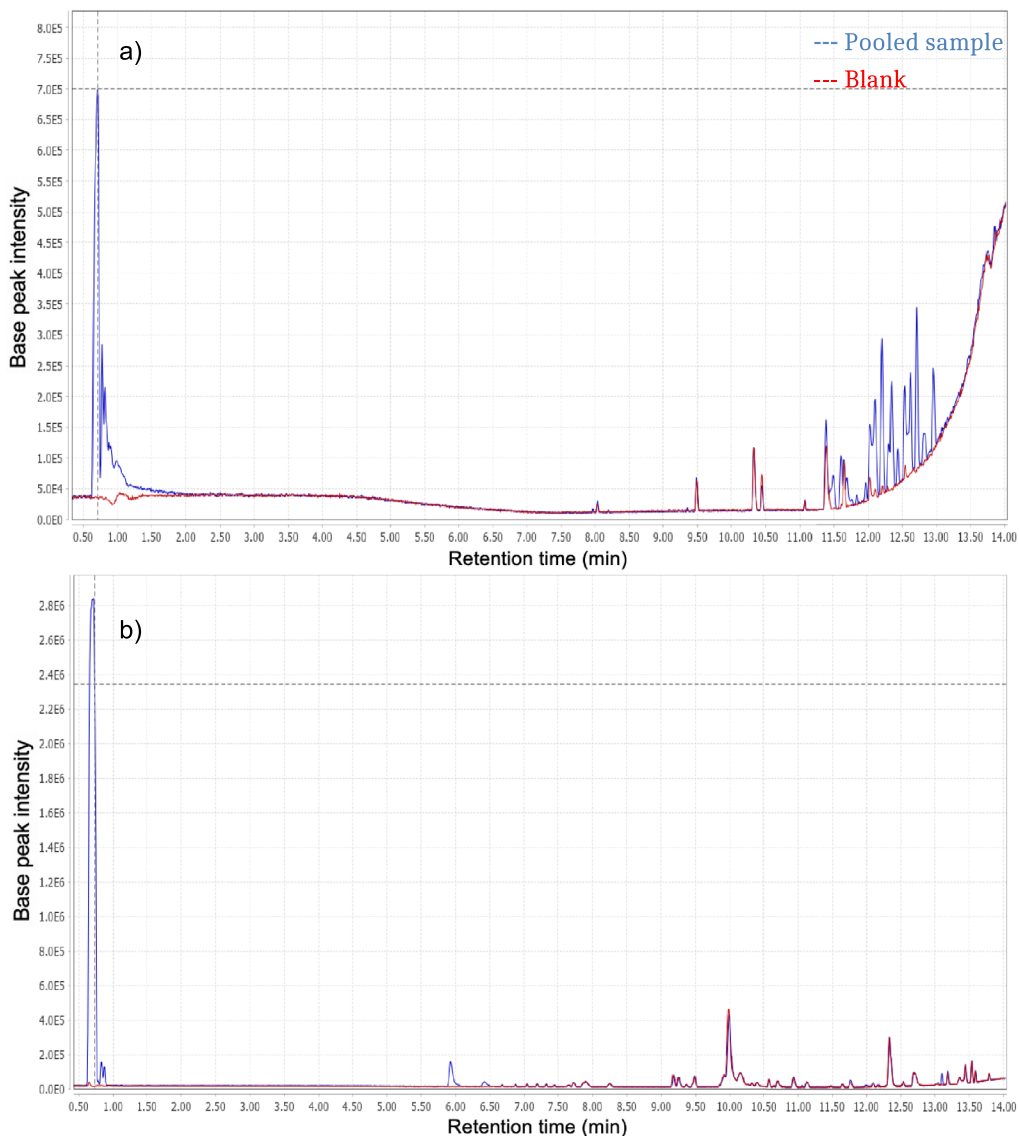 a)
--- Pooled sample
--- Blank
Base peak intensity
8.0E5
7.5E5
7.0E5
6.5E5
6.0E5
5.5E5
5.0E5
4.5E5
4.0E5
3.5E5
3.0E5
2.5E5
2.0E5
1.5E5
1.0E5
5.0E4
0.0E0
0.50 1.00 1.50 2.00 2.50 3.00 3.50 4.00 4.50 5.00 5.50 6.00 6.50 7.00 7.50 8.00 8.50 9.00 9.50 10.00 10.50 11.00 11.50 12.00 12.50 13.00 13.50 14.00
Retention time (min)
b)
Base peak intensity
2.8E6
2.6E6
2.4E6
2.2E6
2.0E6
1.8E6
1.6E6
1.4E6
1.2E6
1.0E6
8.0E5
6.0E5
4.0E5
2.0E5
0.0E0
0.50 1.00 1.50 2.00 2.50 3.00 3.50 4.00 4.50 5.00 5.50 6.00 6.50 7.00 7.50 8.00 8.50 9.00 9.50 10.00 10.50 11.00 11.50 12.00 12.50 13.00 13.50 14.00
Retention time (min)